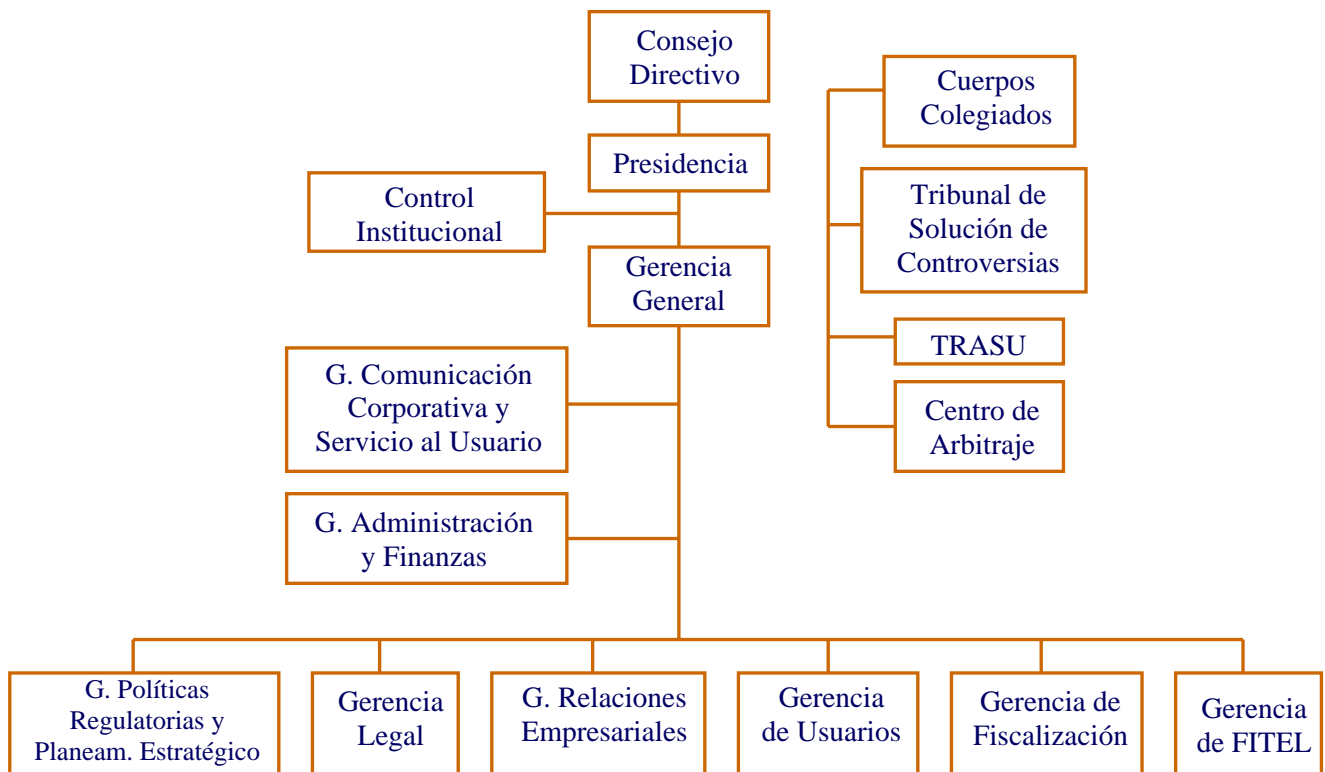 Consejo
Directivo
Presidencia
Control
Institucional
Gerencia
General
G. Comunicación
Corporativa y
Servicio al Usuario
G. Administración
y Finanzas
Cuerpos
Colegiados
Tribunal de
Solución de
Controversias
TRASU
Centro de
Arbitraje
G. Políticas
Regulatorias y
Planeam. Estratégico
Gerencia
Legal
G. Relaciones
Empresariales
Gerencia
de Usuarios
Gerencia de
Fiscalización
Gerencia
de FITEL